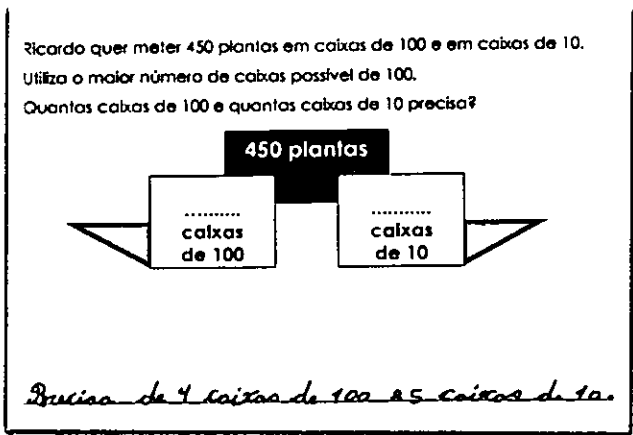 Ricardo quer meter 450 plantas em caixas de 100 e em caixas de 10.
Utiliza o maior número de caixas possível de 100.
Quantas caixas de 100 e quantas caixas de 10 precisa?
450 plantas
..........
caixas
de 100
..........
caixas
de 10
Precisa de 4 caixas de 100 e 5 caixas de 10.